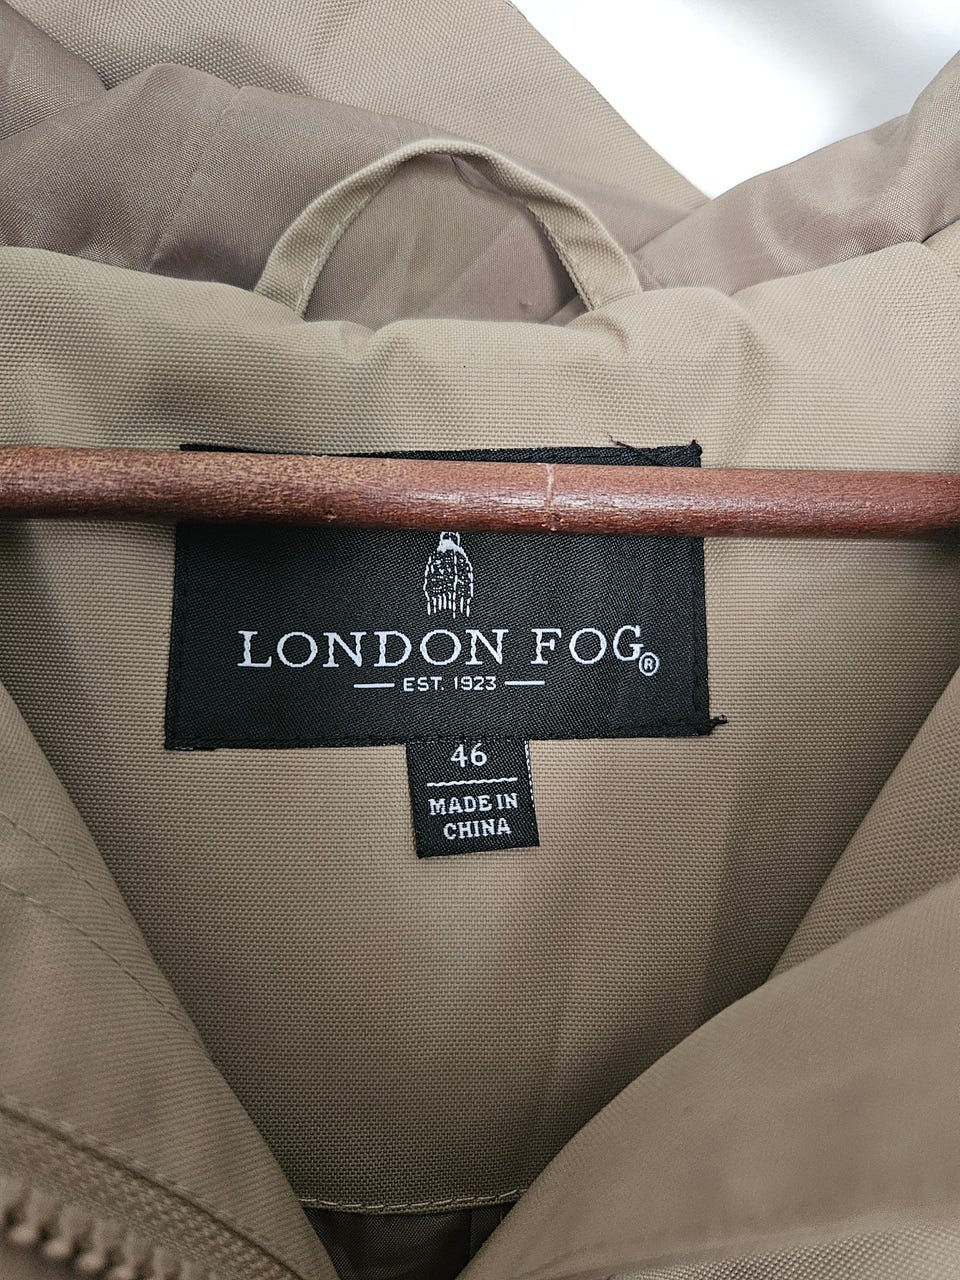 LONDON FOG®
EST. 1923
46
MADE IN
CHINA